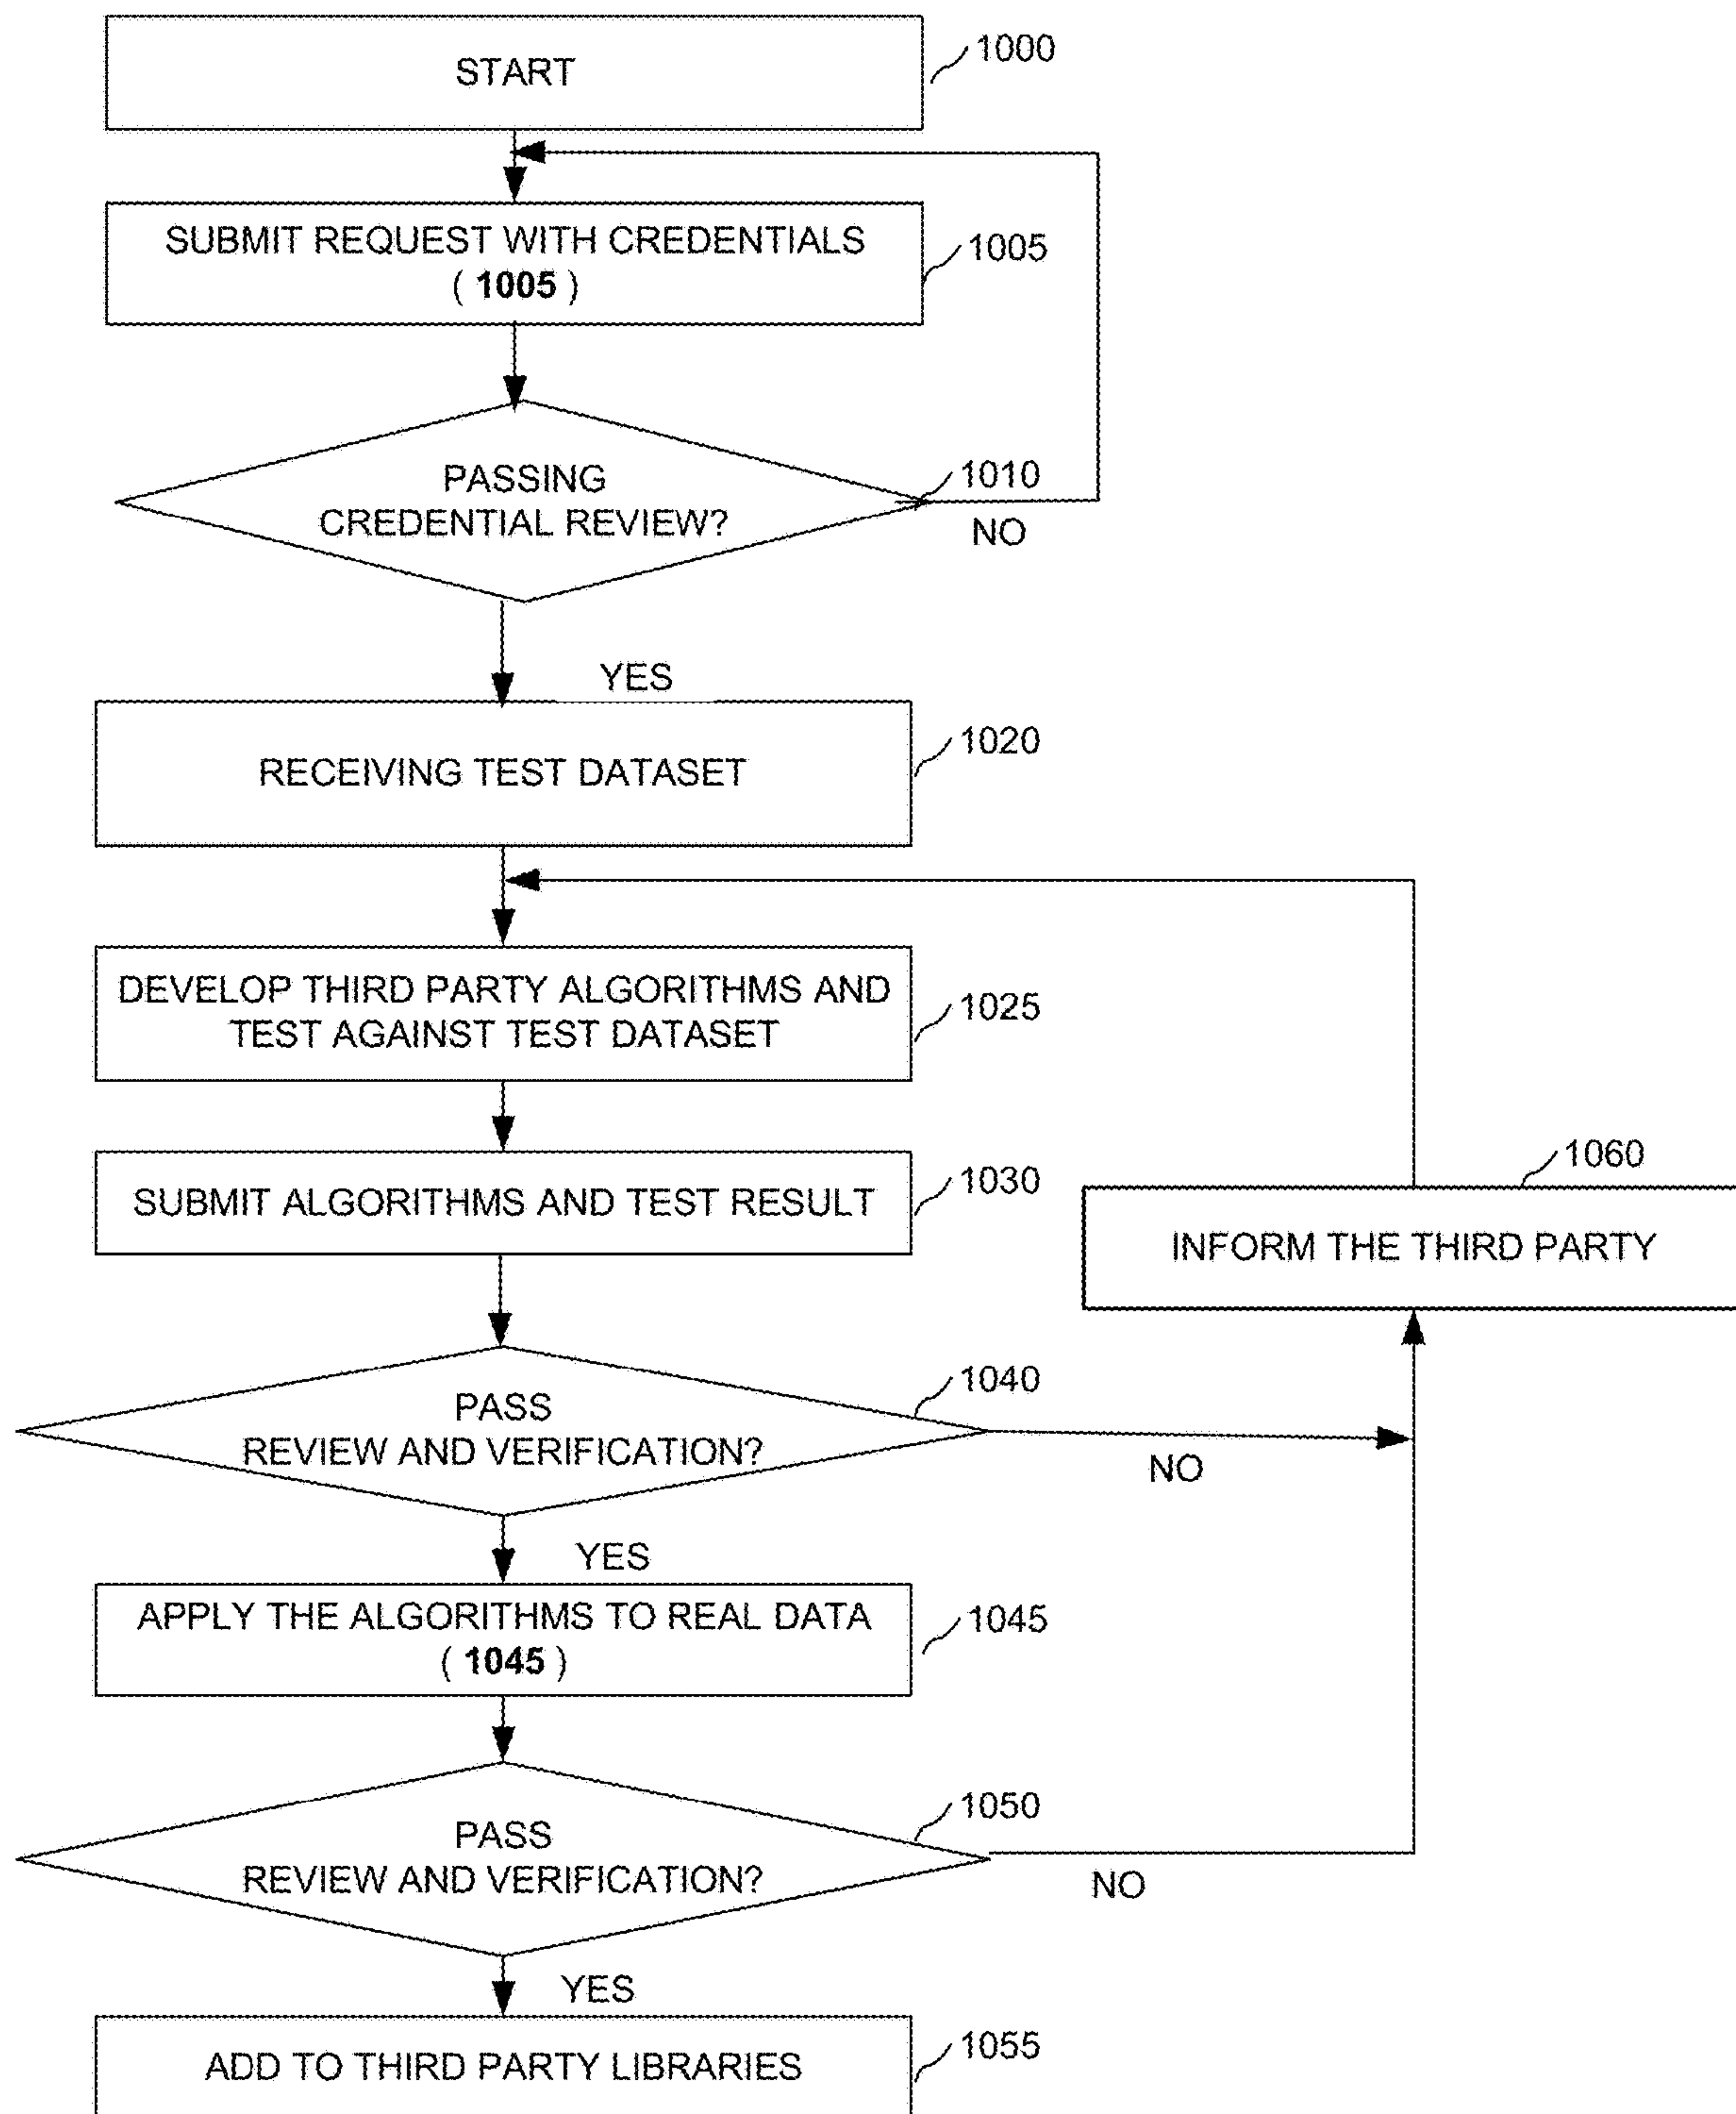 START
1000
SUBMIT REQUEST WITH CREDENTIALS
( 1005 )
1005
PASSING
CREDENTIAL REVIEW?
1010
NO
YES
RECEIVING TEST DATASET
1020
DEVELOP THIRD PARTY ALGORITHMS AND
TEST AGAINST TEST DATASET
1025
SUBMIT ALGORITHMS AND TEST RESULT
1030
1060
INFORM THE THIRD PARTY
PASS
REVIEW AND VERIFICATION?
1040
NO
YES
APPLY THE ALGORITHMS TO REAL DATA
( 1045 )
1045
PASS
REVIEW AND VERIFICATION?
1050
NO
YES
ADD TO THIRD PARTY LIBRARIES
1055